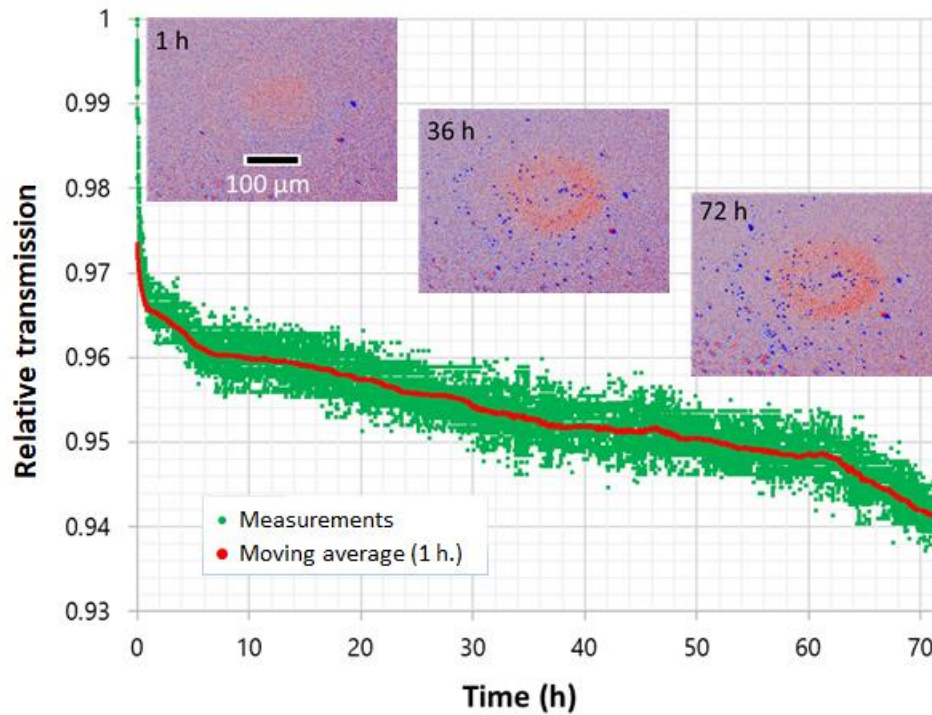 1
0.99
0.98
0.97
0.96
0.95
0.94
0.93
Relative transmission
1 h
100 µm
36 h
72 h
Measurements
Moving average (1 h.)
0 10 20 30 40 50 60 70
Time (h)